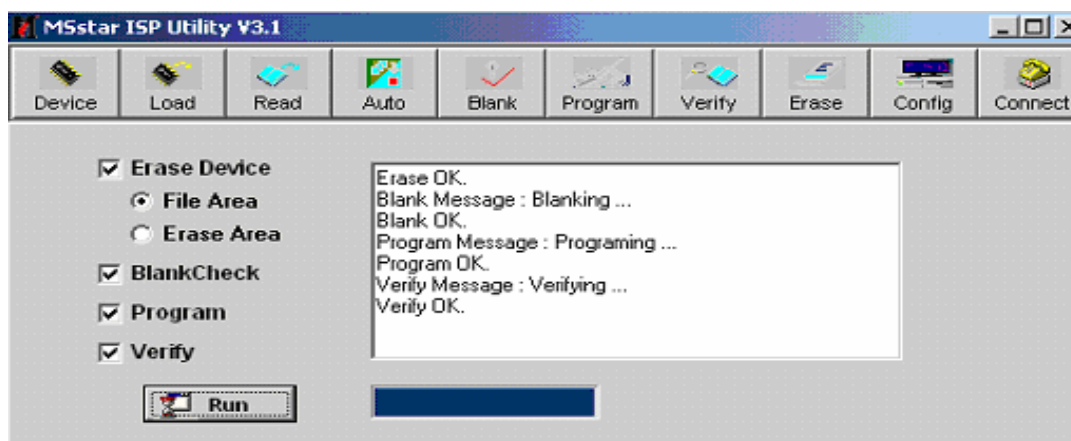 MSstar ISP Utility V3.1
Device Load Read Auto Blank Program Verify Erase Config Connect
Erase Device
File Area
Erase Area
BlankCheck
Program
Verify
Run
Erase OK.
Blank Message : Blanking ...
Blank OK.
Program Message : Programing ...
Program OK.
Verify Message : Verifying ...
Verify OK.